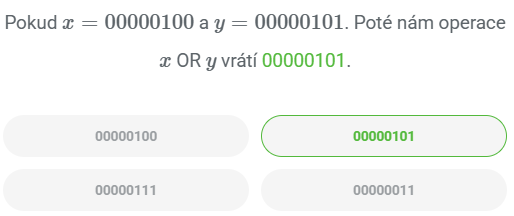 Pokud x = 00000100 a y = 00000101. Poté nám operace
x OR y vrátí 00000101.
00000100
00000101
00000111
00000011